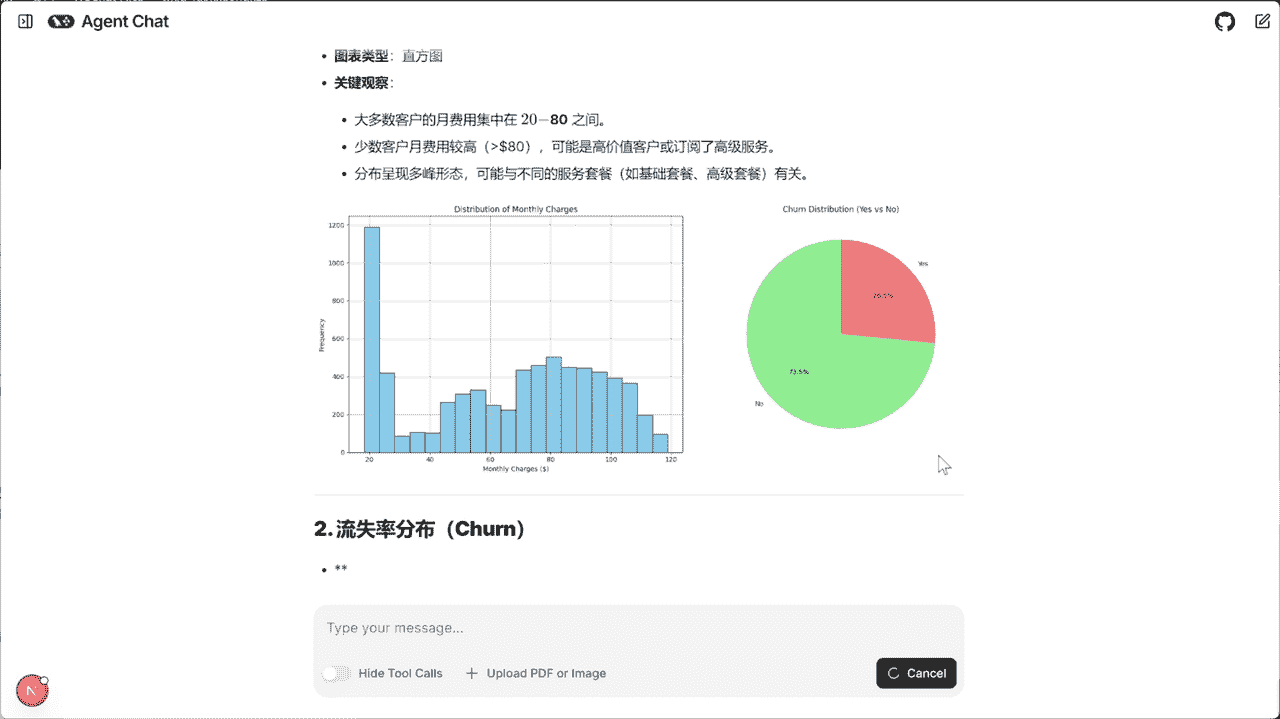 Agent Chat
• 图表类型：直方图
• 关键观察：
• 大多数客户的月费用集中在 20−80 之间。
• 少数客户月费用较高（>$80），可能是高价值客户或订阅了高级服务。
• 分布呈现多峰形态，可能与不同的服务套餐（如基础套餐、高级套餐）有关。
Distribution of Monthly Charges
1200
1000
800
600
400
200
0
Frequency
20 40 60 80 100 120
Monthly Charges ($)
Churn Distribution (Yes vs No)
Yes
73.5%
No
2. 流失率分布（Churn）
• **
Type your message...
Hide Tool Calls
Upload PDF or Image
Cancel
N